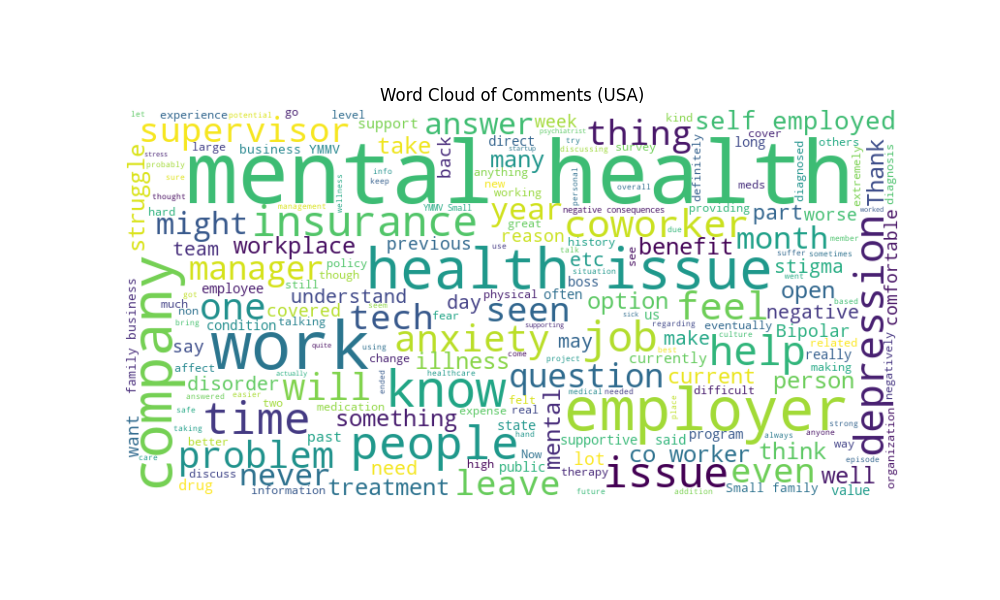 Word Cloud of Comments (USA)
let experience potential go level support answer week kind self employed
supervisor thing psychiatrist
large business YMMV take back many direct startup try discussing survey definitely long cover others
stress probably sure thought struggle
mental health
info keep wellness anything new working personal overall meds diagnosed extremely diagnosis Thank
hard management YMMV Small year negative consequences providing part worse worked
might insurance great coworker due
team workplace previous reason history talk see benefit month member
manager policy though use etc situation boss stigma suffer sometimes comfortable
health issue
employee still understand day physical often option us open went based
much got non one covered seen tech fear seen sick regarding eventually negative
family business bring condition talking may job feel Bipolar related
say work quite using change anxiety supporting come project make culture best really making negatively
company affect actually illness healthcare currently help depression
disorder will ended know question medical needed current person
answered easier two medication expense felt difficult
safe taking time something real employer place strong
want better past state hand supportive said program always anyone way
care problem people Now mental co worker think organization episode
discuss never need high public therapy lot issue even well
drug information treatment leave future addition Small family value